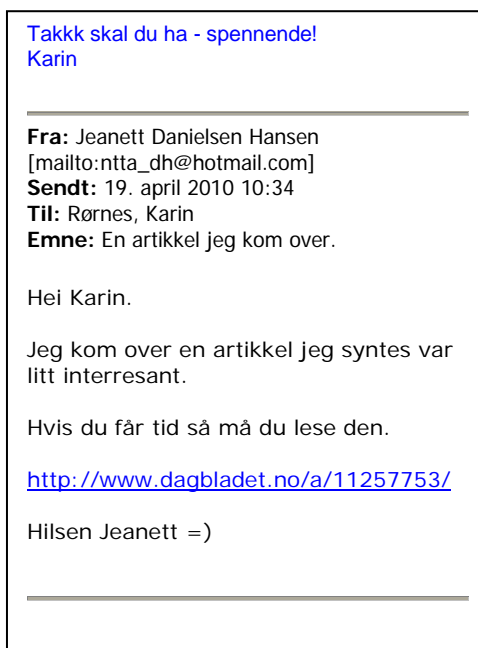 Takkk skal du ha - spennende!
Karin
Fra: Jeanett Danielsen Hansen
[mailto:ntta_dh@hotmail.com]
Sendt: 19. april 2010 10:34
Til: Rørnes, Karin
Emne: En artikkel jeg kom over.
Hei Karin.
Jeg kom over en artikkel jeg syntes var
litt interresant.
Hvis du får tid så må du lese den.
http://www.dagbladet.no/a/11257753/
Hilsen Jeanett =)